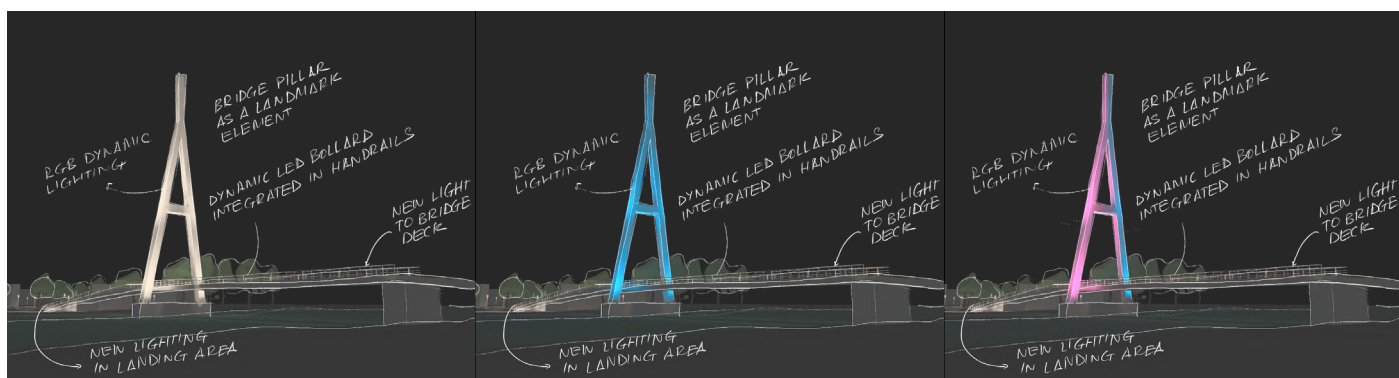 BRIDGE PILLAR
AS A LANDMARK
ELEMENT
RGB DYNAMIC
LIGHTING
DYNAMIC LED BOLLARD
INTEGRATED IN HANDRAILS
NEW LIGHT
TO BRIDGE
DECK
NEW LIGHTING
IN LANDING AREA
BRIDGE PILLAR
AS A LANDMARK
ELEMENT
RGB DYNAMIC
LIGHTING
DYNAMIC LED BOLLARD
INTEGRATED IN HANDRAILS
NEW LIGHT
TO BRIDGE
DECK
NEW LIGHTING
IN LANDING AREA
BRIDGE PILLAR
AS A LANDMARK
ELEMENT
RGB DYNAMIC
LIGHTING
DYNAMIC LED BOLLARD
INTEGRATED IN HANDRAILS
NEW LIGHT
TO BRIDGE
DECK
NEW LIGHTING
IN LANDING AREA